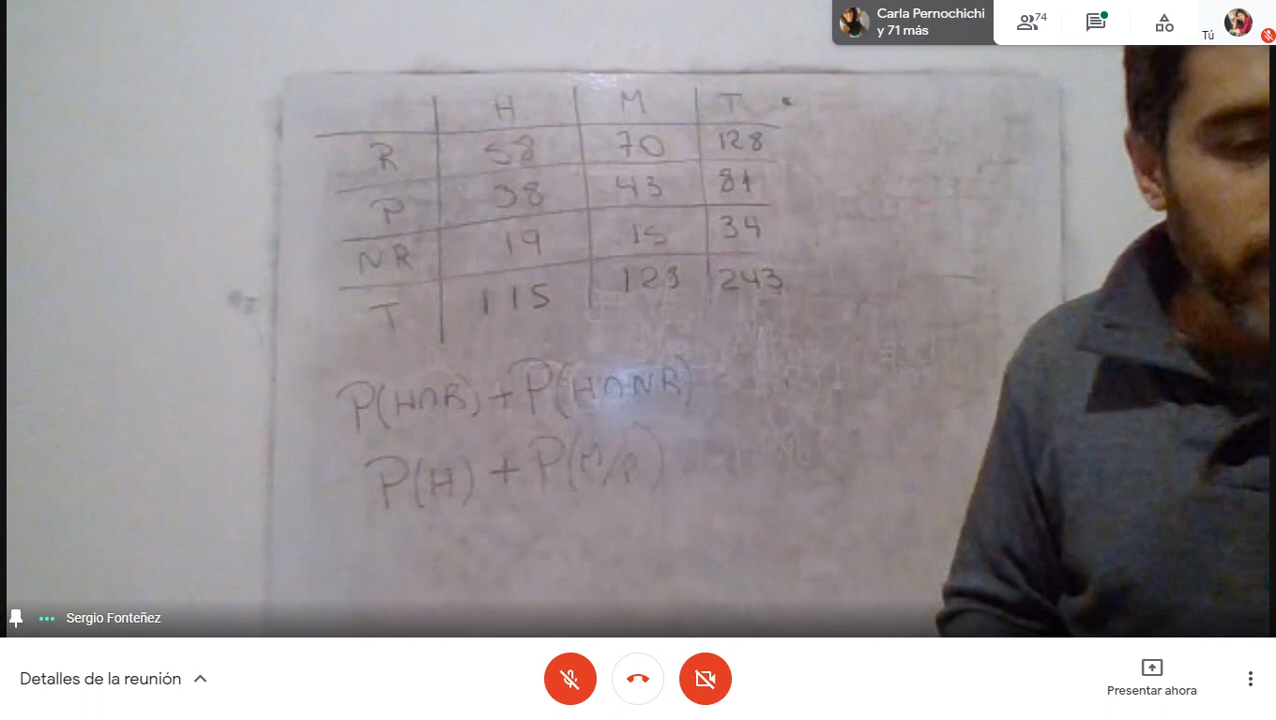 Carla Pernochichi
y 71 más
74
Tú
H M T
R 58 70 128
P 38 43 81
NR 19 15 34
T 115 128 243
P(H∩R) + P(H∩NR)
P(H) + P(M/P)
Sergio Fonteñez
Detalles de la reunión
Presentar ahora